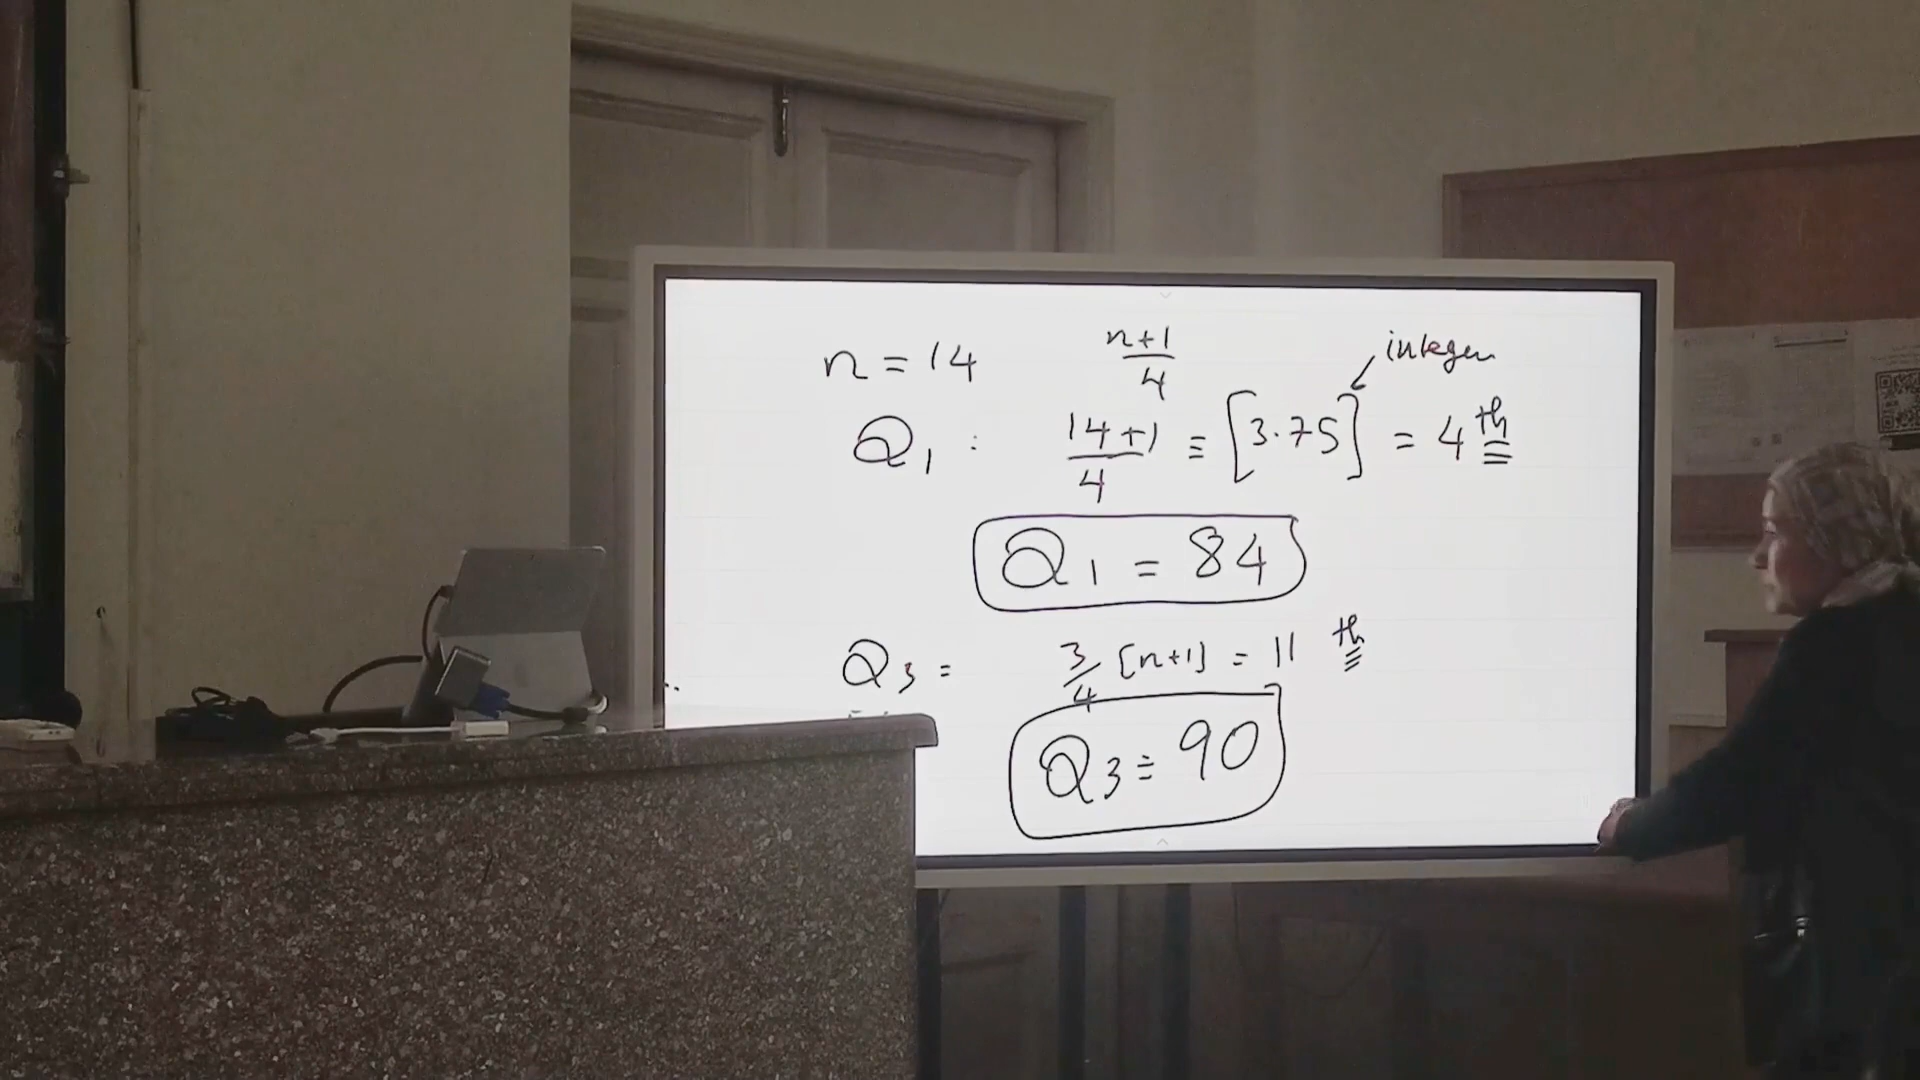 n = 14
n+1/4
integer
Q1 : 14+1/4 = [3.75] = 4th
Q1 = 84
Q3 = 3/4 [n+1] = 11th
Q3 = 90